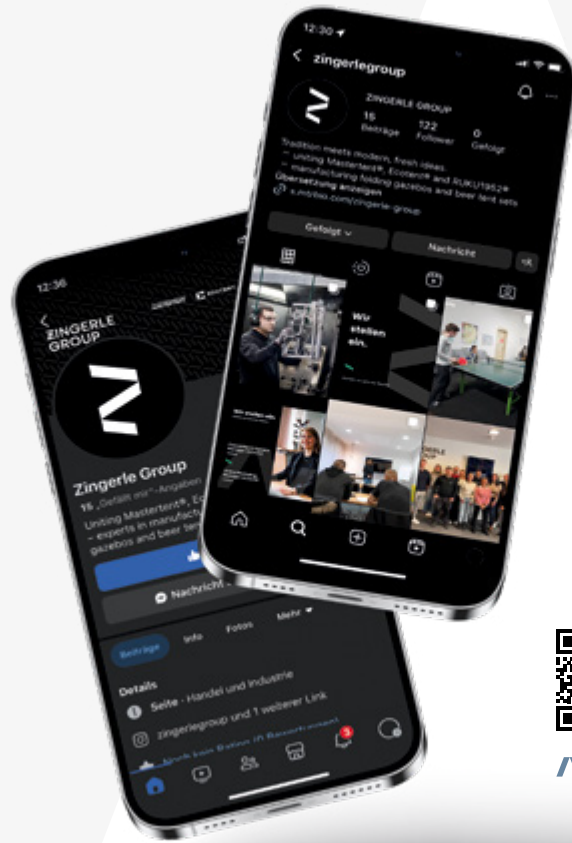 12:30
zingerlegroup
ZINGERLE GROUP
15 122 0
Beiträge Follower Gefolgt
Tradition meets modern, fresh ideas.
– uniting Mastertent®, Ecotent® and RUKU1952®
– manufacturing folding gazebos and beer tent sets
Übersetzung anzeigen
Gefolgt
Nachricht
Wir
stellen
ein.
12:36
ZINGERLE
GROUP
Zingerle Group
15 „Gefällt mir“-Angaben
Uniting Mastertent®,
– experts in
gazebos and beer tent
Nachricht
Beiträge Info Fotos Mehr
Details
Seite · Handel und Industrie
zingerlegroup und 1 weiterer Link
3